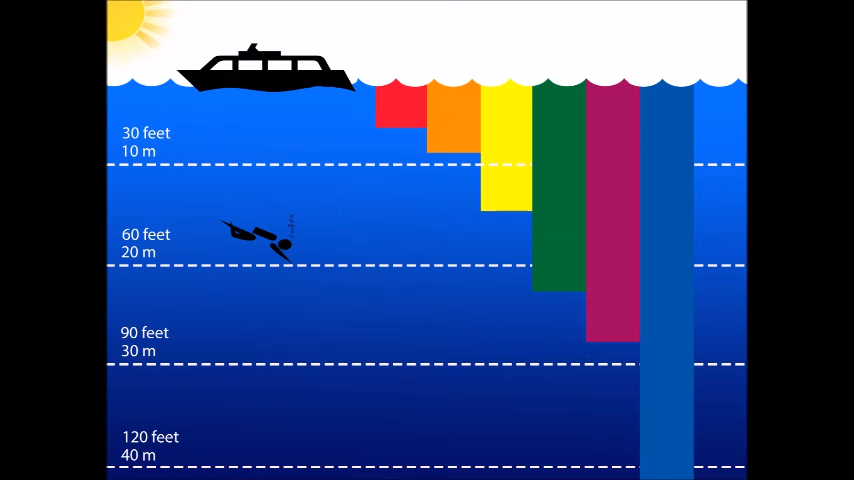 30 feet
10 m
60 feet
20 m
90 feet
30 m
120 feet
40 m